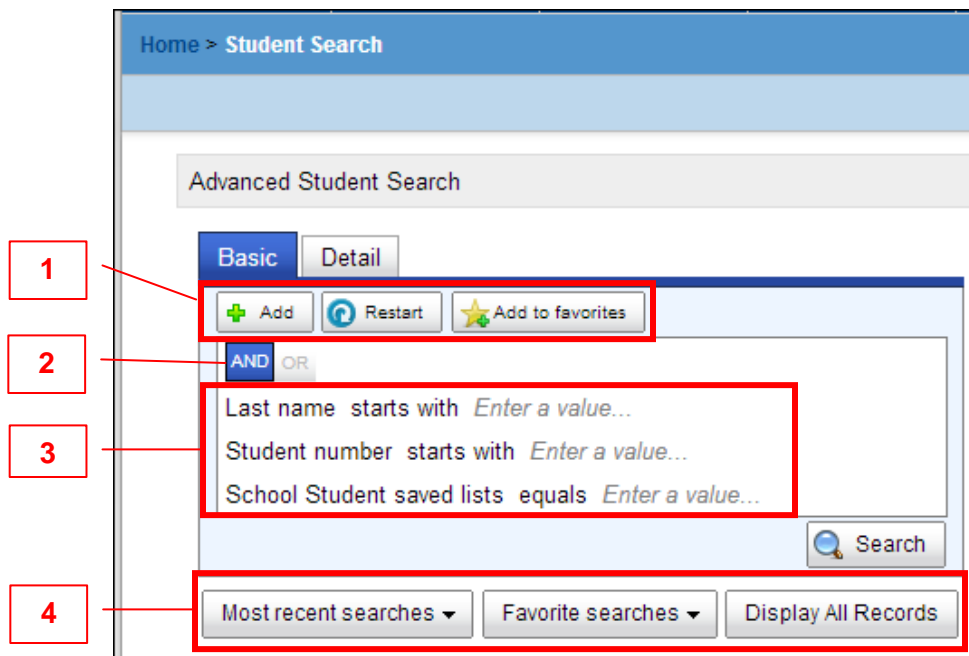 Home > Student Search
Advanced Student Search
Basic Detail
1
Add Restart Add to favorites
2
AND OR
Last name starts with Enter a value...
3
Student number starts with Enter a value...
School Student saved lists equals Enter a value...
Search
4
Most recent searches Favorite searches Display All Records